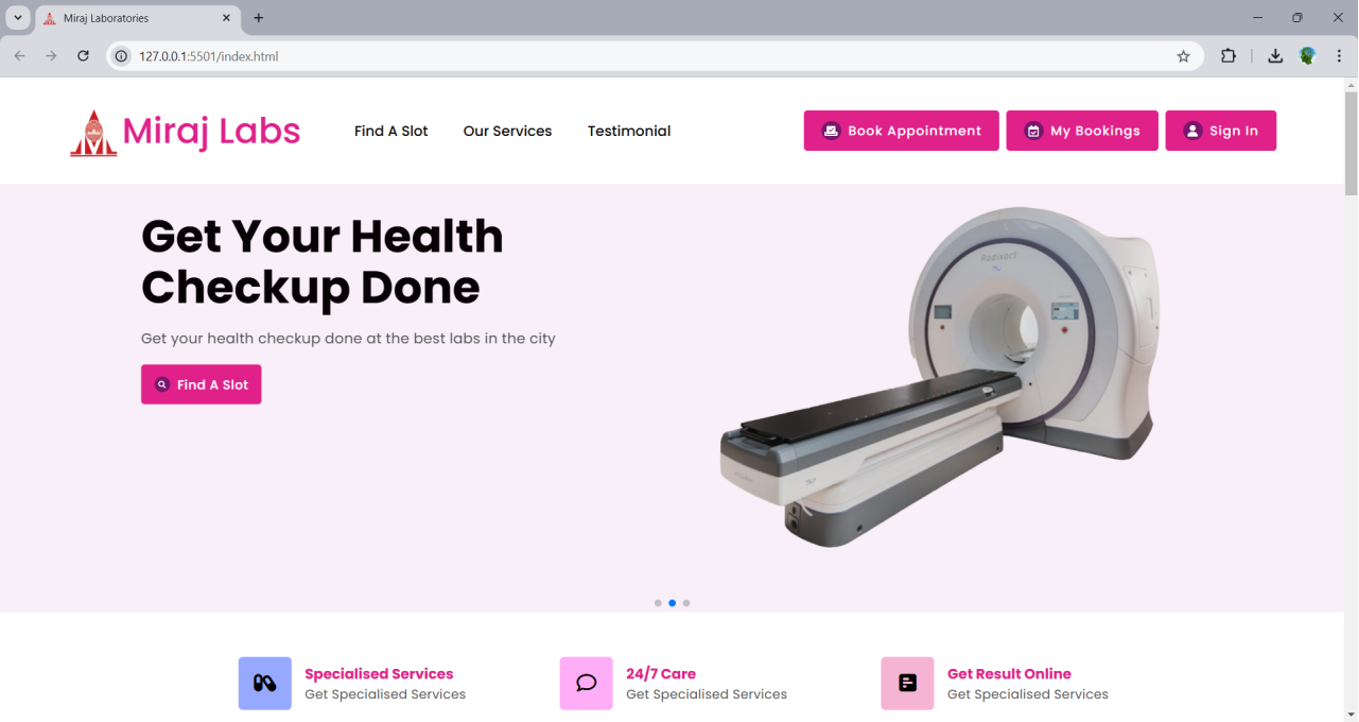 Miraj Laboratories
127.0.0.1:5501/index.html
Miraj Labs
Find A Slot
Our Services
Testimonial
Book Appointment
My Bookings
Sign In
Get Your Health
Checkup Done
Get your health checkup done at the best labs in the city
Find A Slot
Radixact
Specialised Services
Get Specialised Services
24/7 Care
Get Specialised Services
Get Result Online
Get Specialised Services